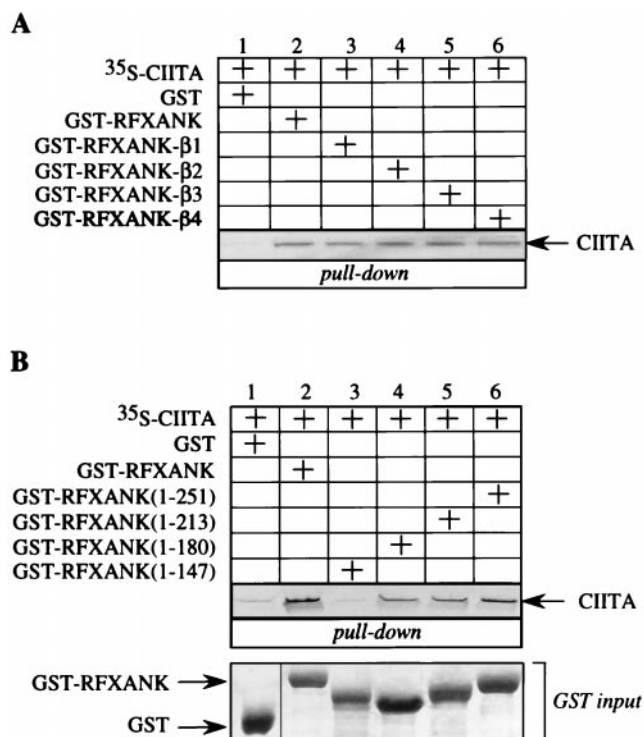 A
1 2 3 4 5 6
³⁵S-CIITA + + + + + +
GST +
GST-RFXANK +
GST-RFXANK-β1 +
GST-RFXANK-β2 +
GST-RFXANK-β3 +
GST-RFXANK-β4 +
CIITA
pull-down
B
1 2 3 4 5 6
³⁵S-CIITA + + + + + +
GST +
GST-RFXANK +
GST-RFXANK(1-251) +
GST-RFXANK(1-213) +
GST-RFXANK(1-180) +
GST-RFXANK(1-147) +
CIITA
pull-down
GST-RFXANK
GST input
GST